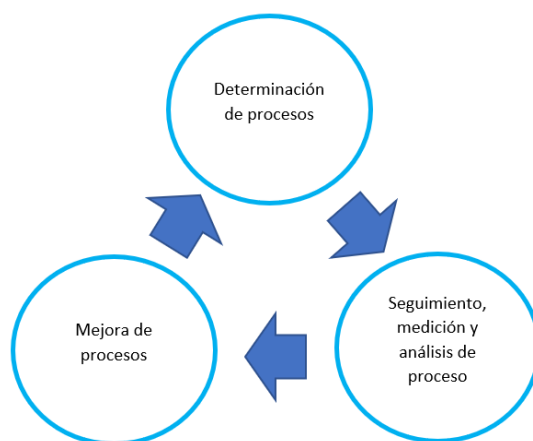 Determinación
de procesos
Seguimiento,
medición y
análisis de
proceso
Mejora de
procesos